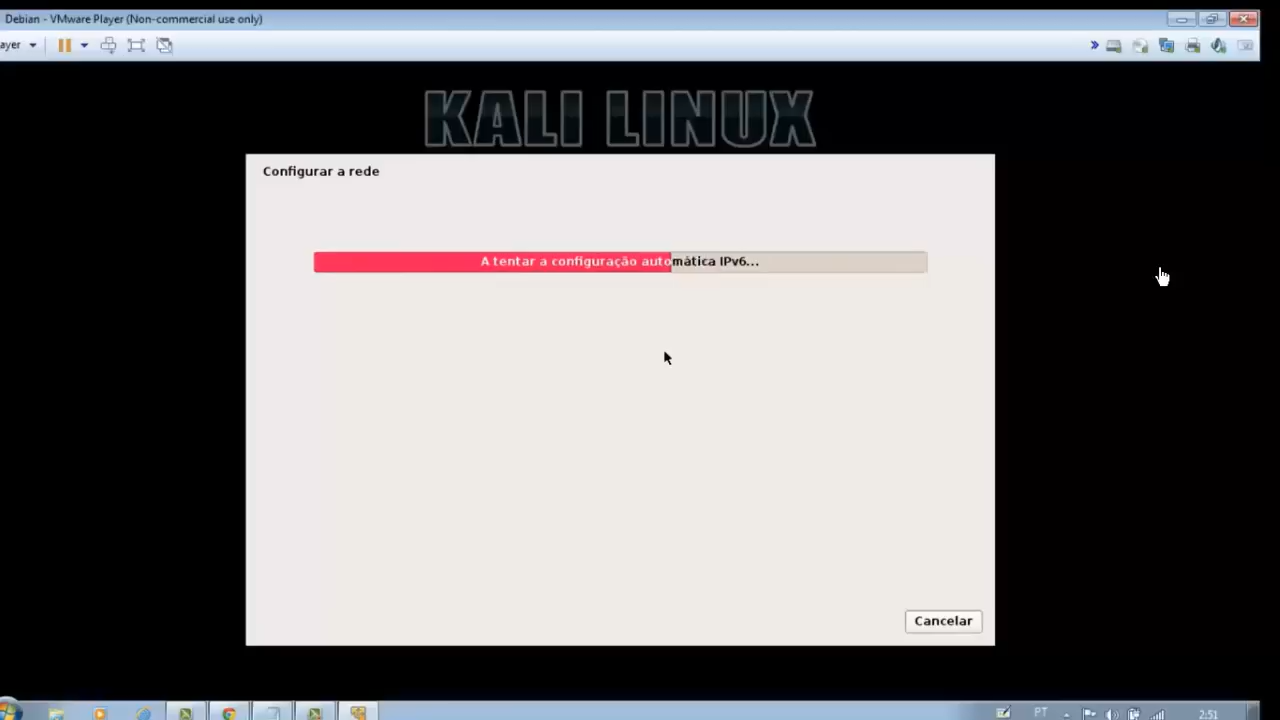 Debian - VMware Player (Non-commercial use only)
ayer
KALI LINUX
Configurar a rede
A tentar a configuração automática IPv6...
Cancelar
PT
2:51